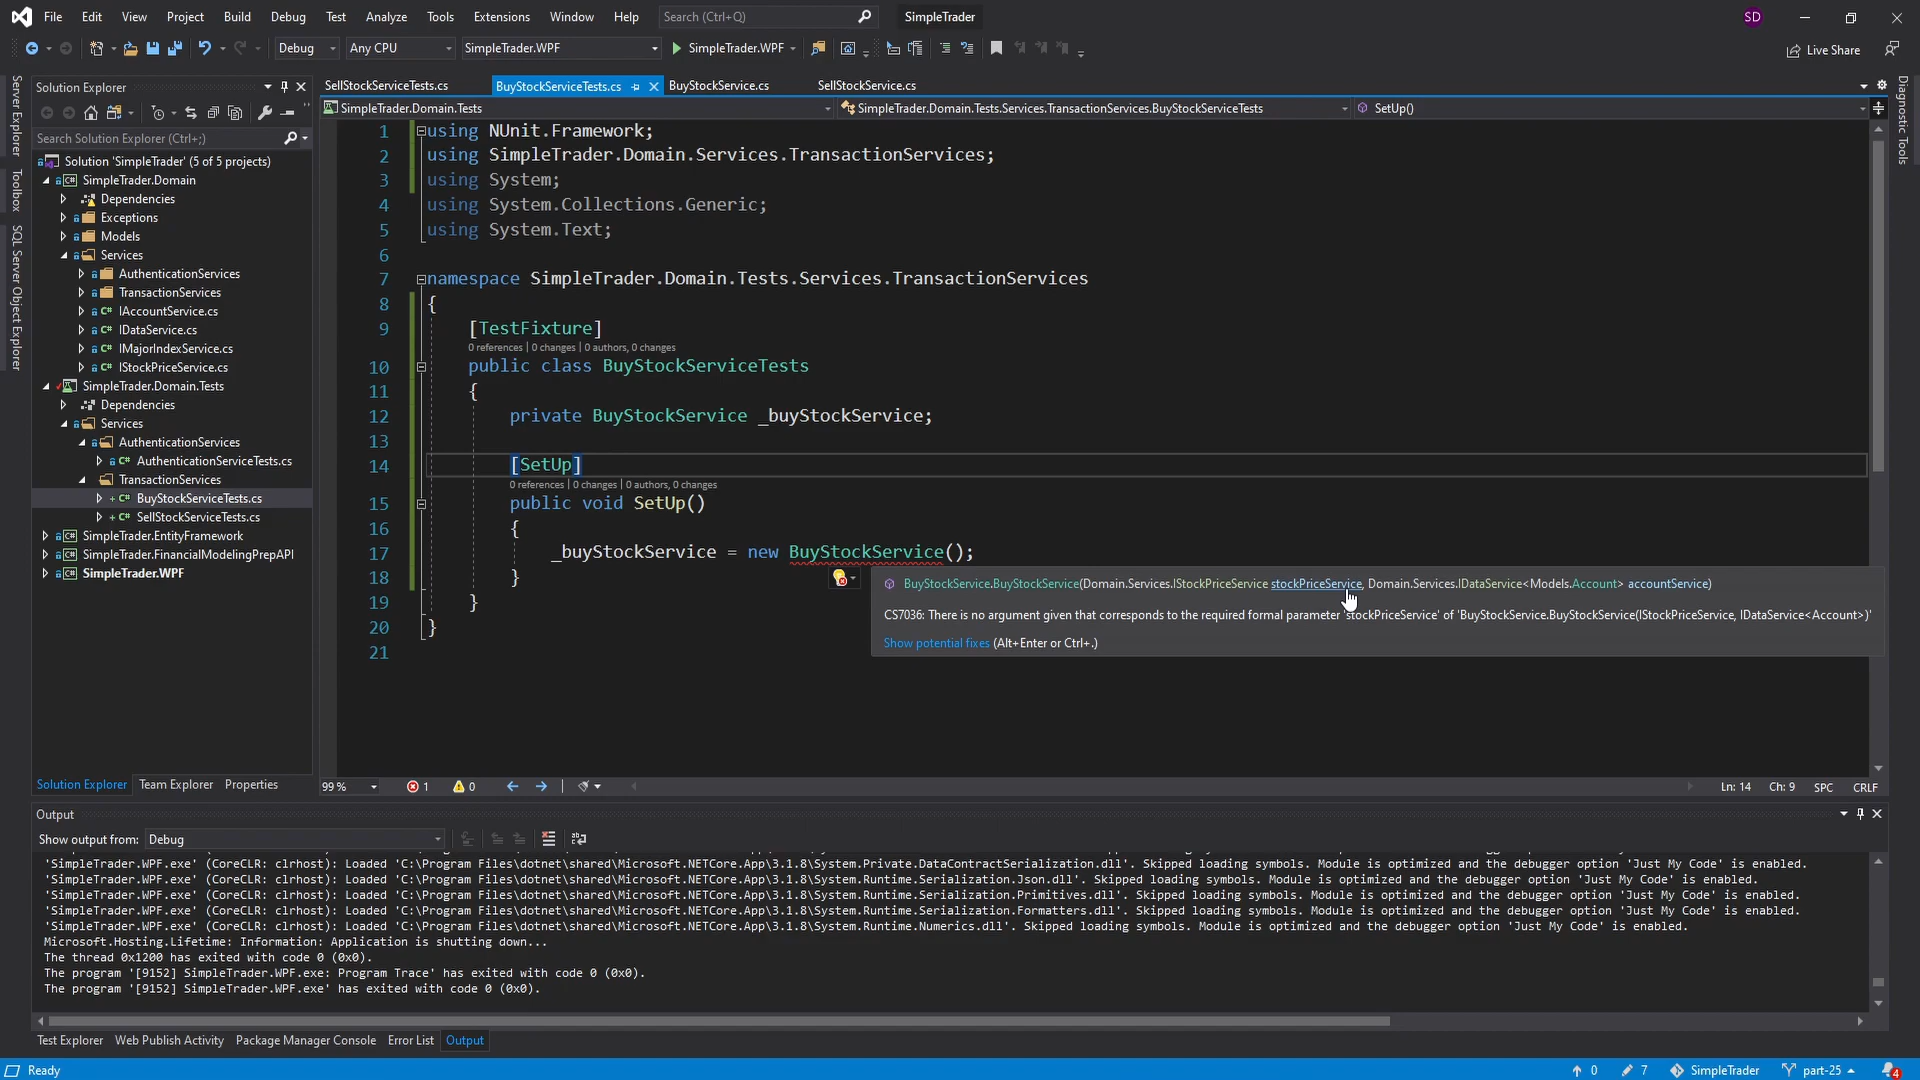 File Edit View Project Build Debug Test Analyze Tools Extensions Window Help Search (Ctrl+Q) SimpleTrader SD
Debug Any CPU SimpleTrader.WPF SimpleTrader.WPF Live Share
Server Explorer
Toolbox
SQL Server Object Explorer
Solution Explorer
Search Solution Explorer (Ctrl+;)
Solution 'SimpleTrader' (5 of 5 projects)
SimpleTrader.Domain
Dependencies
Exceptions
Models
Services
AuthenticationServices
TransactionServices
IAccountService.cs
IDataService.cs
IMajorIndexService.cs
IStockPriceService.cs
SimpleTrader.Domain.Tests
Dependencies
Services
AuthenticationServices
AuthenticationServiceTests.cs
TransactionServices
BuyStockServiceTests.cs
SellStockServiceTests.cs
SimpleTrader.EntityFramework
SimpleTrader.FinancialModelingPrepAPI
SimpleTrader.WPF
Solution Explorer Team Explorer Properties
SellStockServiceTests.cs BuyStockServiceTests.cs BuyStockService.cs SellStockService.cs
SimpleTrader.Domain.Tests SimpleTrader.Domain.Tests.Services.TransactionServices.BuyStockServiceTests SetUp()
1 using NUnit.Framework;
2 using SimpleTrader.Domain.Services.TransactionServices;
3 using System;
4 using System.Collections.Generic;
5 using System.Text;
6
7 namespace SimpleTrader.Domain.Tests.Services.TransactionServices
8 {
9 [TestFixture]
0 references | 0 changes | 0 authors, 0 changes
10 public class BuyStockServiceTests
11 {
12 private BuyStockService _buyStockService;
13
14 [SetUp]
0 references | 0 changes | 0 authors, 0 changes
15 public void SetUp()
16 {
17 _buyStockService = new BuyStockService();
18 }
19 }
20 }
21
BuyStockService.BuyStockService(Domain.Services.IStockPriceService stockPriceService, Domain.Services.IDataService<Models.Account> accountService)
CS7036: There is no argument given that corresponds to the required formal parameter 'stockPriceService' of 'BuyStockService.BuyStockService(IStockPriceService, IDataService<Account>)'
Show potential fixes (Alt+Enter or Ctrl+.)
Diagnostic Tools
99 % 1 0 Ln: 14 Ch: 9 SPC CRLF
Output
Show output from: Debug
'SimpleTrader.WPF.exe' (CoreCLR: clrhost): Loaded 'C:\Program Files\dotnet\shared\Microsoft.NETCore.App\3.1.8\System.Private.DataContractSerialization.dll'. Skipped loading symbols. Module is optimized and the debugger option 'Just My Code' is enabled.
'SimpleTrader.WPF.exe' (CoreCLR: clrhost): Loaded 'C:\Program Files\dotnet\shared\Microsoft.NETCore.App\3.1.8\System.Runtime.Serialization.Json.dll'. Skipped loading symbols. Module is optimized and the debugger option 'Just My Code' is enabled.
'SimpleTrader.WPF.exe' (CoreCLR: clrhost): Loaded 'C:\Program Files\dotnet\shared\Microsoft.NETCore.App\3.1.8\System.Runtime.Serialization.Primitives.dll'. Skipped loading symbols. Module is optimized and the debugger option 'Just My Code' is enabled.
'SimpleTrader.WPF.exe' (CoreCLR: clrhost): Loaded 'C:\Program Files\dotnet\shared\Microsoft.NETCore.App\3.1.8\System.Runtime.Serialization.Formatters.dll'. Skipped loading symbols. Module is optimized and the debugger option 'Just My Code' is enabled.
'SimpleTrader.WPF.exe' (CoreCLR: clrhost): Loaded 'C:\Program Files\dotnet\shared\Microsoft.NETCore.App\3.1.8\System.Runtime.Numerics.dll'. Skipped loading symbols. Module is optimized and the debugger option 'Just My Code' is enabled.
Microsoft.Hosting.Lifetime: Information: Application is shutting down...
The thread 0x1200 has exited with code 0 (0x0).
The program '[9152] SimpleTrader.WPF.exe: Program Trace' has exited with code 0 (0x0).
The program '[9152] SimpleTrader.WPF.exe' has exited with code 0 (0x0).
Test Explorer Web Publish Activity Package Manager Console Error List Output
Ready 0 7 SimpleTrader part-25 4